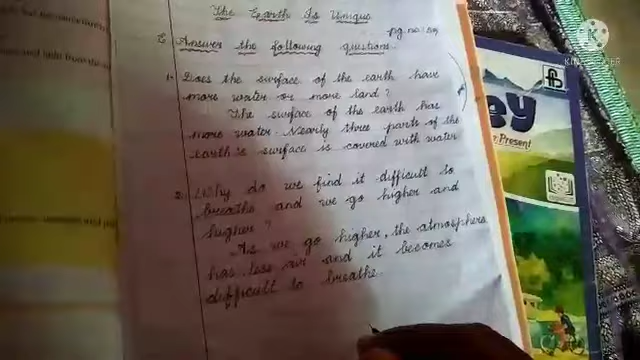 The Earth Is Unique
pg.no:
E. Answer the following questions.
1. Does the surface of the earth have
more water or more land?
The surface of the earth has
more water. Nearly three parts of the
earth's surface is covered with water
2. Why do we find it difficult to
breathe and we go higher and
higher?
As we go higher, the atmosphere
has less air and it becomes
difficult to breathe.
ey
Present
KINEMASTER